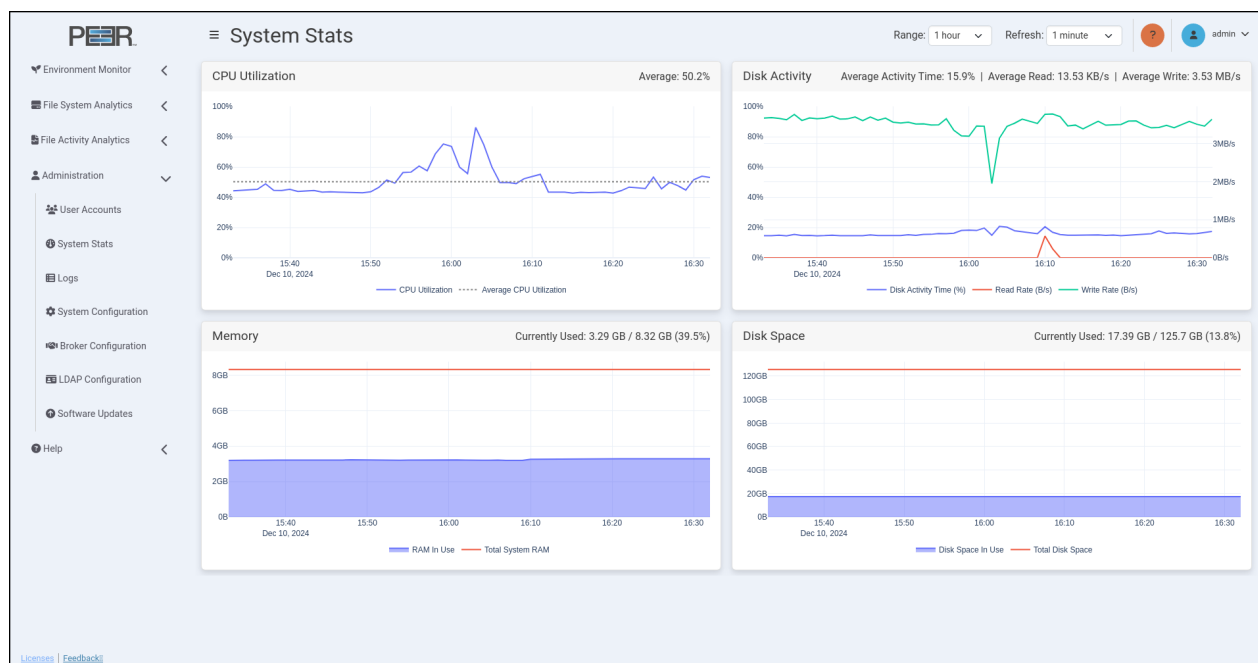 PEER
System Stats
Range: 1 hour Refresh: 1 minute ? admin
Environment Monitor
File System Analytics
File Activity Analytics
Administration
User Accounts
System Stats
Logs
System Configuration
Broker Configuration
LDAP Configuration
Software Updates
Help
CPU Utilization Average: 50.2%
100%
80%
60%
40%
20%
0%
15:40 15:50 16:00 16:10 16:20 16:30
Dec 10, 2024
CPU Utilization Average CPU Utilization
Disk Activity Average Activity Time: 15.9% | Average Read: 13.53 KB/s | Average Write: 3.53 MB/s
100%
80%
3MB/s
60%
2MB/s
40%
1MB/s
20%
0% 0B/s
15:40 15:50 16:00 16:10 16:20 16:30
Dec 10, 2024
Disk Activity Time (%) Read Rate (B/s) Write Rate (B/s)
Memory Currently Used: 3.29 GB / 8.32 GB (39.5%)
8GB
6GB
4GB
2GB
0B
15:40 15:50 16:00 16:10 16:20 16:30
Dec 10, 2024
RAM In Use Total System RAM
Disk Space Currently Used: 17.39 GB / 125.7 GB (13.8%)
120GB
100GB
80GB
60GB
40GB
20GB
0B
15:40 15:50 16:00 16:10 16:20 16:30
Dec 10, 2024
Disk Space In Use Total Disk Space
Licenses | Feedback